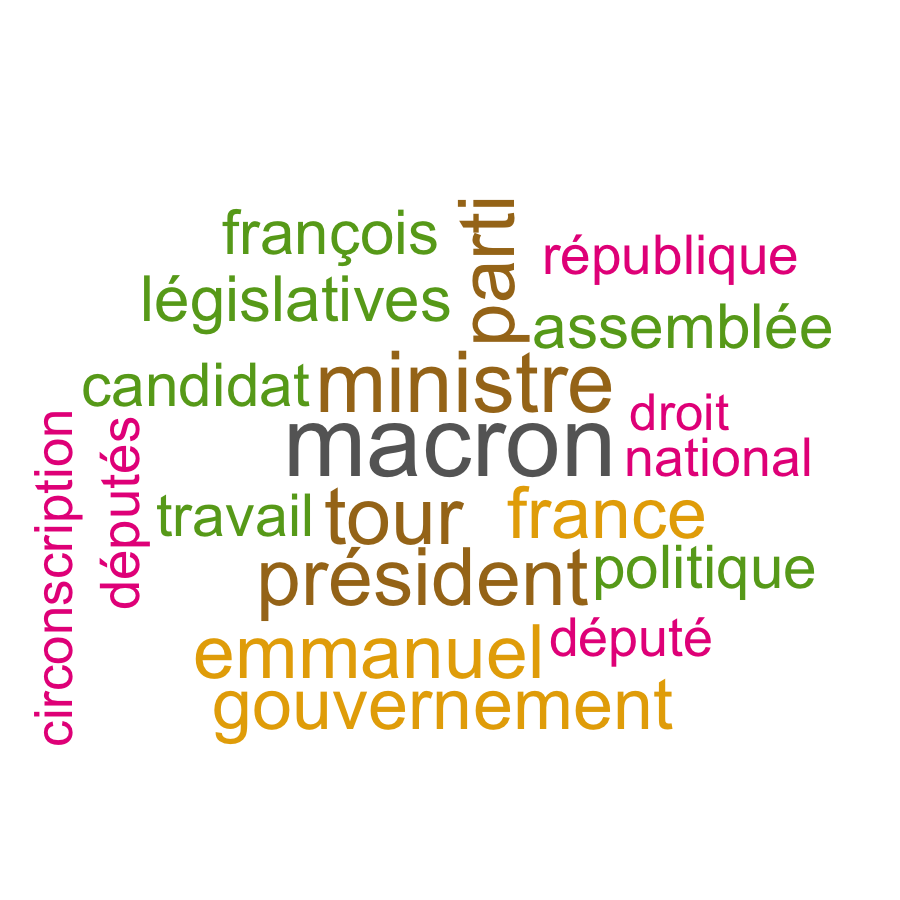 françois
parti
république
législatives
assemblée
candidat
ministre
droit
macron
national
circonscription
députés
travail
tour
france
président
politique
emmanuel
député
gouvernement